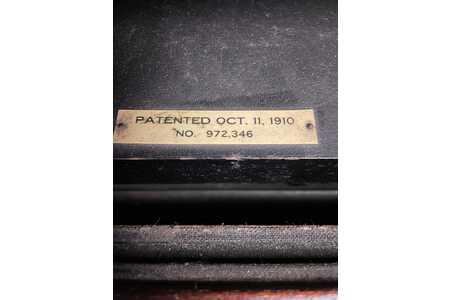 PATENTED OCT. 11, 1910
NO. 972,346